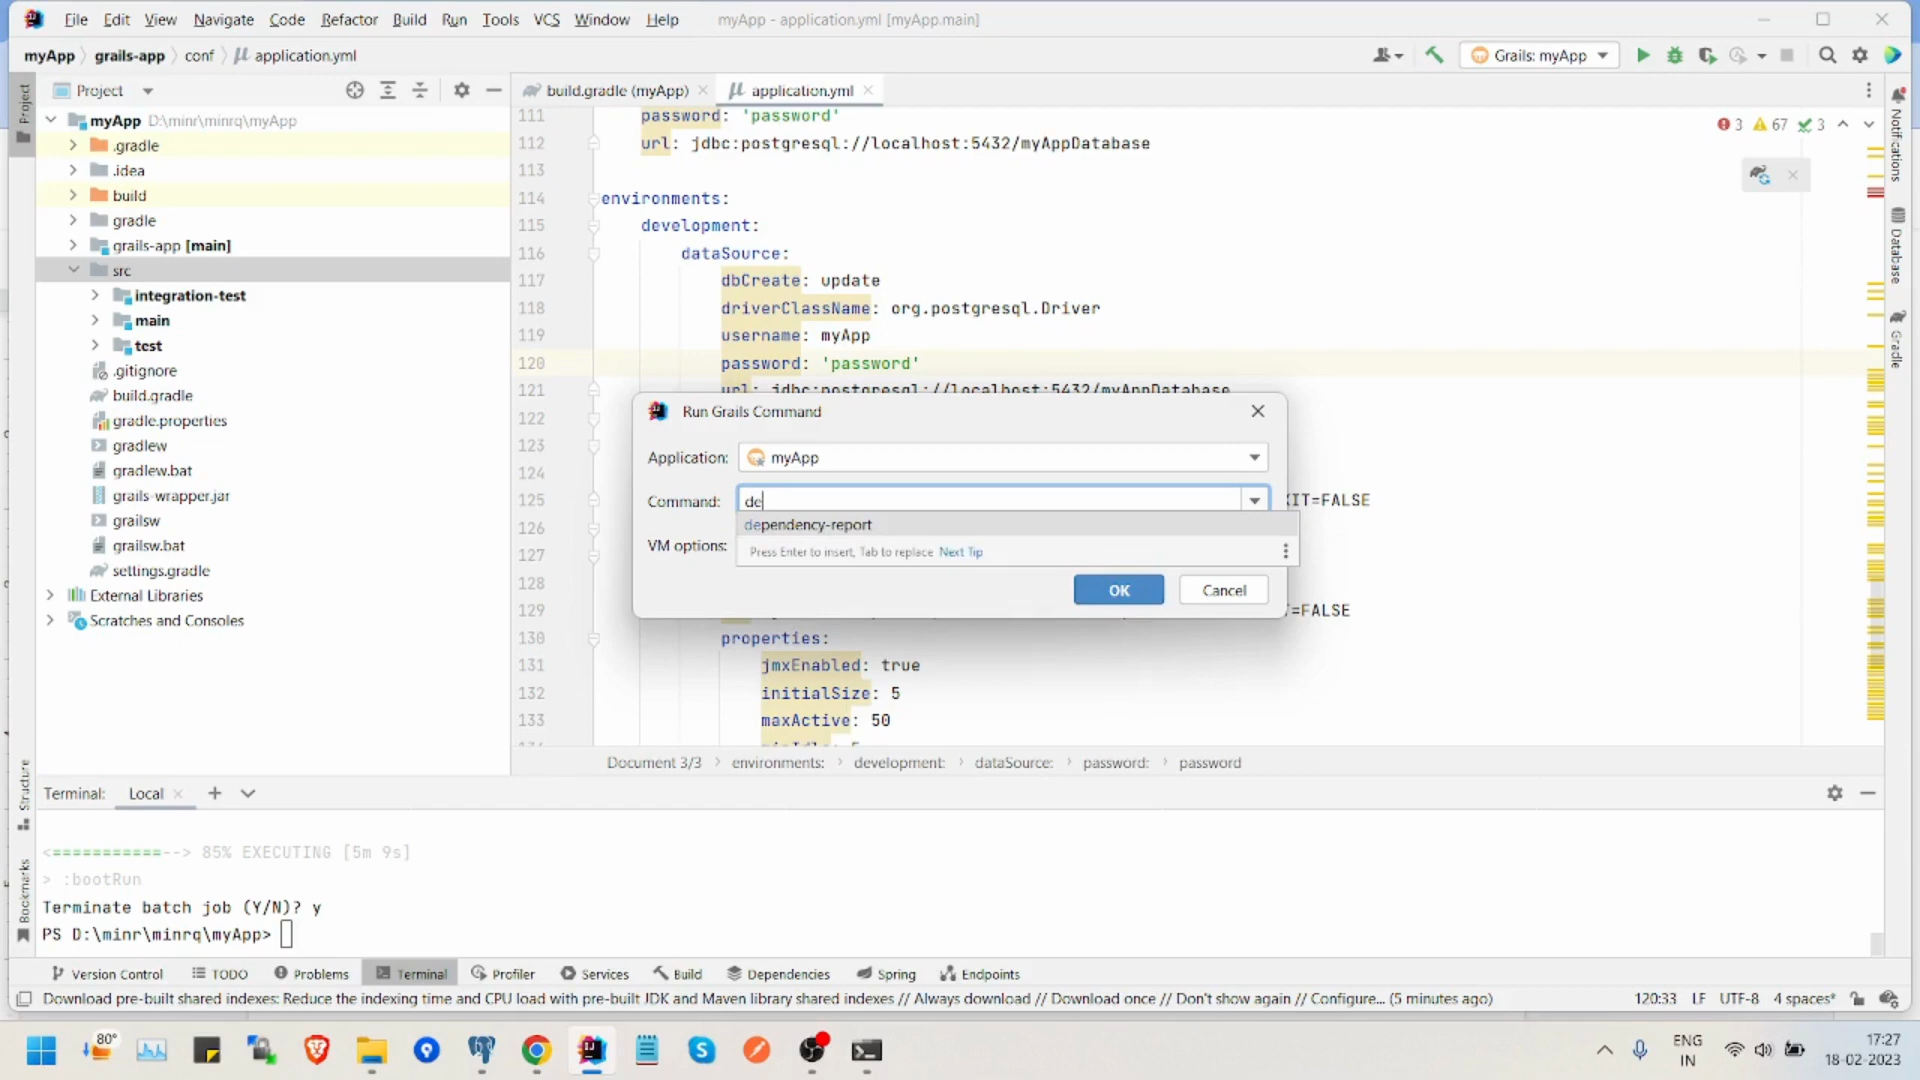 File Edit View Navigate Code Refactor Build Run Tools VCS Window Help myApp - application.yml [myApp.main]
myApp grails-app conf application.yml Grails: myApp
Project build.gradle (myApp) application.yml
Project
Notifications
Database
Gradle
Structure
Bookmarks
myApp D:\minr\minrq\myApp
.gradle
.idea
build
gradle
grails-app [main]
src
integration-test
main
test
.gitignore
build.gradle
gradle.properties
gradlew
gradlew.bat
grails-wrapper.jar
grailsw
grailsw.bat
settings.gradle
External Libraries
Scratches and Consoles
3 67 3
111 password: 'password'
112 url: jdbc:postgresql://localhost:5432/myAppDatabase
113
114 environments:
115 development:
116 dataSource:
117 dbCreate: update
118 driverClassName: org.postgresql.Driver
119 username: myApp
120 password: 'password'
121 url: jdbc:postgresql://localhost:5432/myAppDatabase
122
123
124
125 XIT=FALSE
126
127
128
129 T=FALSE
130 properties:
131 jmxEnabled: true
132 initialSize: 5
133 maxActive: 50
Run Grails Command
Application: myApp
Command: de
dependency-report
VM options: Press Enter to insert, Tab to replace Next Tip
OK Cancel
Document 3/3 environments: development: dataSource: password: password
Terminal: Local
<===========--> 85% EXECUTING [5m 9s]
> :bootRun
Terminate batch job (Y/N)? y
PS D:\minr\minrq\myApp>
Version Control TODO Problems Terminal Profiler Services Build Dependencies Spring Endpoints
Download pre-built shared indexes: Reduce the indexing time and CPU load with pre-built JDK and Maven library shared indexes // Always download // Download once // Don't show again // Configure... (5 minutes ago) 120:33 LF UTF-8 4 spaces*
80°
ENG
IN
17:27
18-02-2023